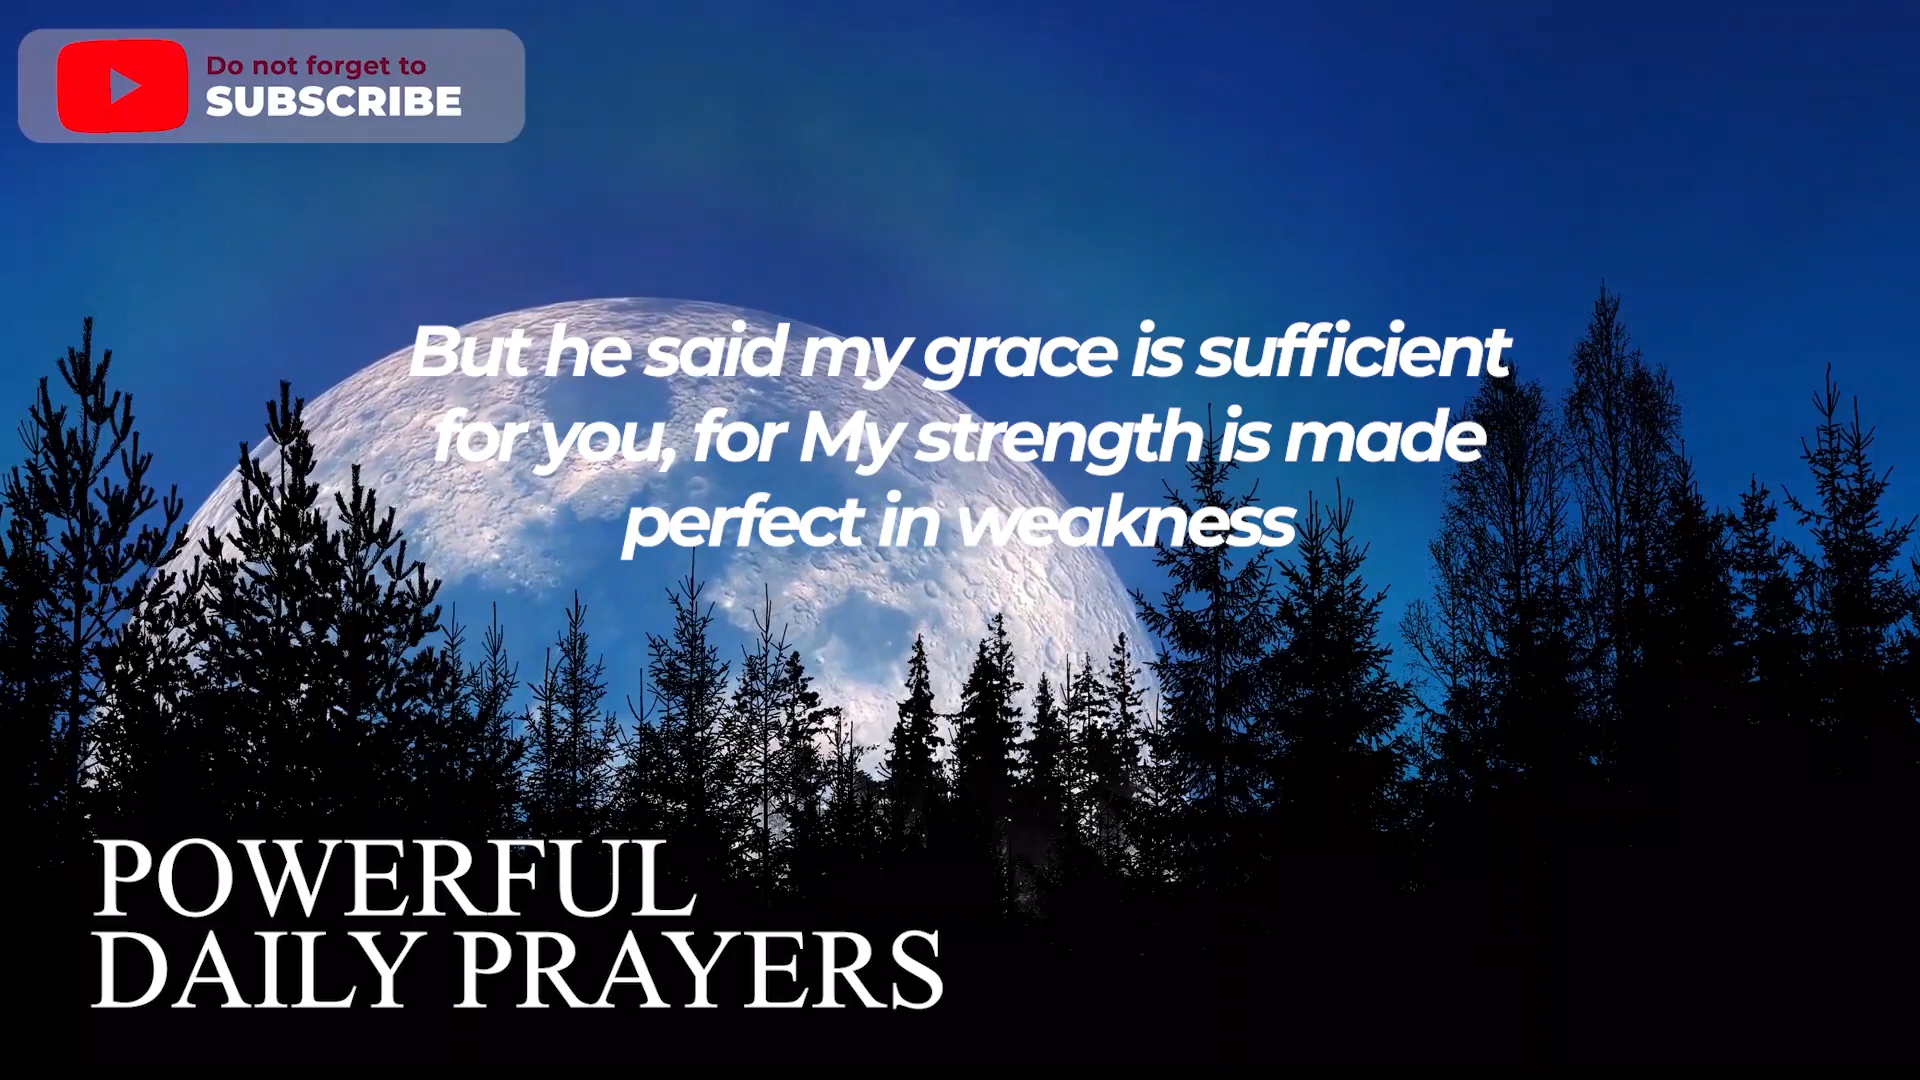 Do not forget to
SUBSCRIBE
But he said my grace is sufficient
for you, for My strength is made
perfect in weakness
POWERFUL
DAILY PRAYERS